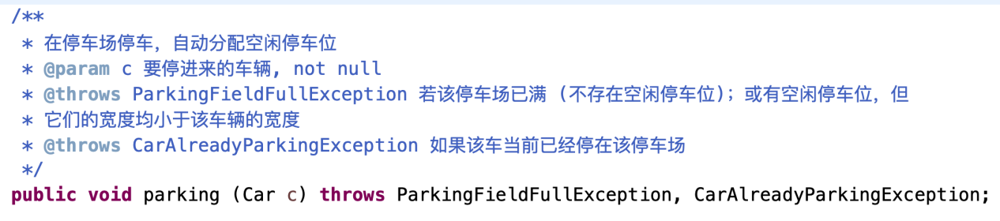 /**
* 在停车场停车，自动分配空闲停车位
* @param c 要停进来的车辆, not null
* @throws ParkingFieldFullException 若该停车场已满 (不存在空闲停车位)；或有空闲停车位，但
* 它们的宽度均小于该车辆的宽度
* @throws CarAlreadyParkingException 如果该车当前已经停在该停车场
*/
public void parking (Car c) throws ParkingFieldFullException, CarAlreadyParkingException;